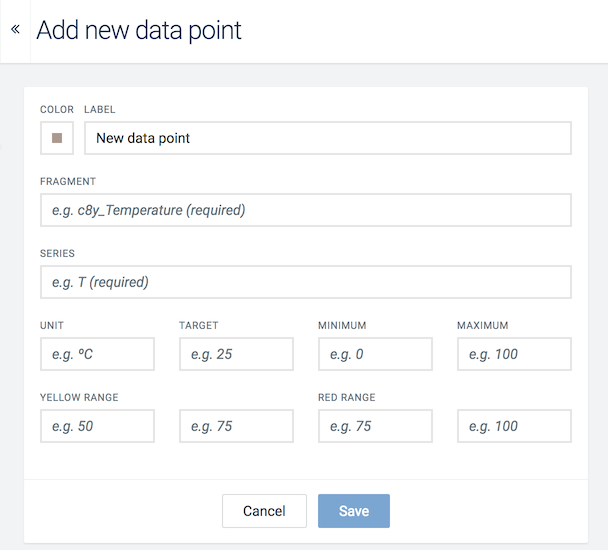 « Add new data point
COLOR LABEL
New data point
FRAGMENT
e.g. c8y_Temperature (required)
SERIES
e.g. T (required)
UNIT TARGET MINIMUM MAXIMUM
e.g. ºC e.g. 25 e.g. 0 e.g. 100
YELLOW RANGE RED RANGE
e.g. 50 e.g. 75 e.g. 75 e.g. 100
Cancel Save